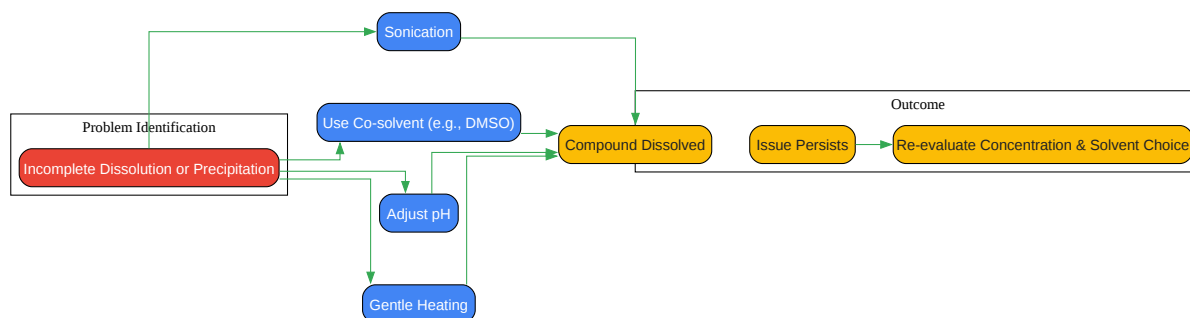 Sonication
Outcome
Problem Identification
Use Co-solvent (e.g., DMSO)
Compound Dissolved
Issue Persists
Re-evaluate Concentration & Solvent Choice
Incomplete Dissolution or Precipitation
Adjust pH
Gentle Heating